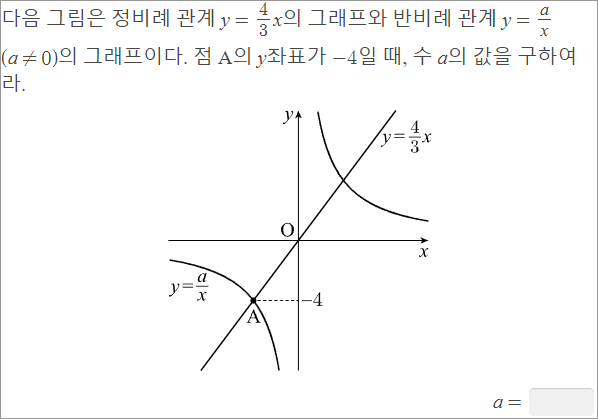 다음 그림은 정비례 관계 y = 4/3 x의 그래프와 반비례 관계 y = a/x
(a ≠ 0)의 그래프이다. 점 A의 y좌표가 −4일 때, 수 a의 값을 구하여
라.
y
y=4/3 x
O
x
y=a/x
−4
A
a =